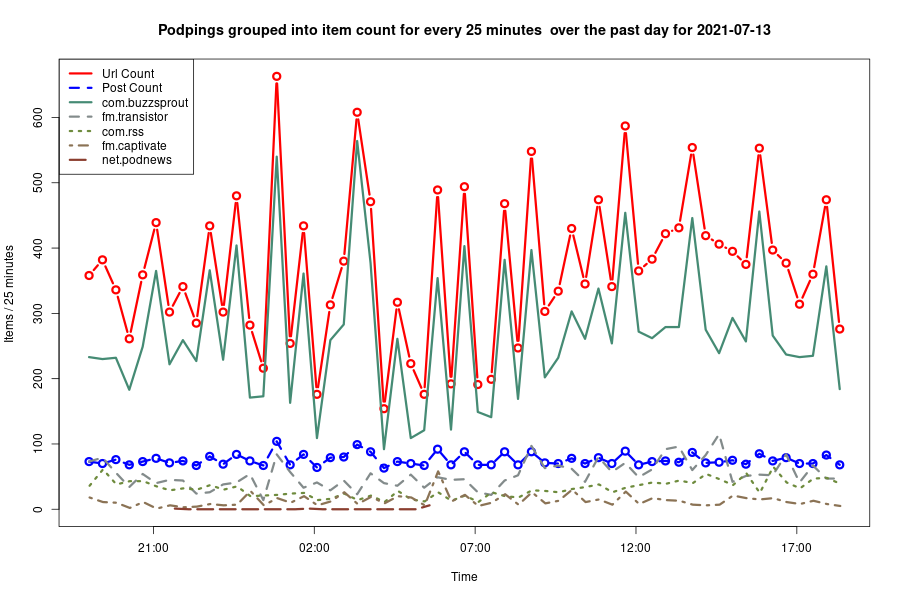 Podpings grouped into item count for every 25 minutes  over the past day for 2021-07-13
Url Count
Post Count
com.buzzsprout
fm.transistor
com.rss
fm.captivate
net.podnews
Items / 25 minutes
600
500
400
300
200
100
0
21:00 02:00 07:00 12:00 17:00
Time